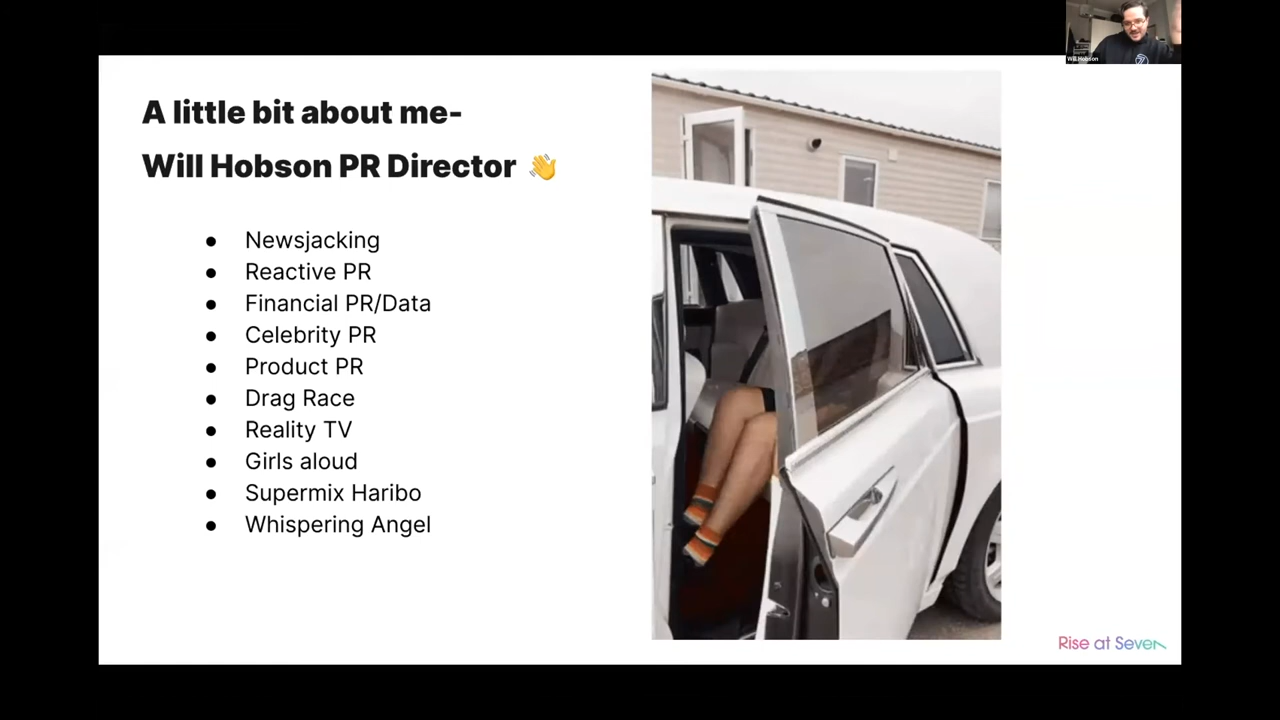 Will Hobson
A little bit about me-
Will Hobson PR Director 👋
● Newsjacking
● Reactive PR
● Financial PR/Data
● Celebrity PR
● Product PR
● Drag Race
● Reality TV
● Girls aloud
● Supermix Haribo
● Whispering Angel
Rise at Seven